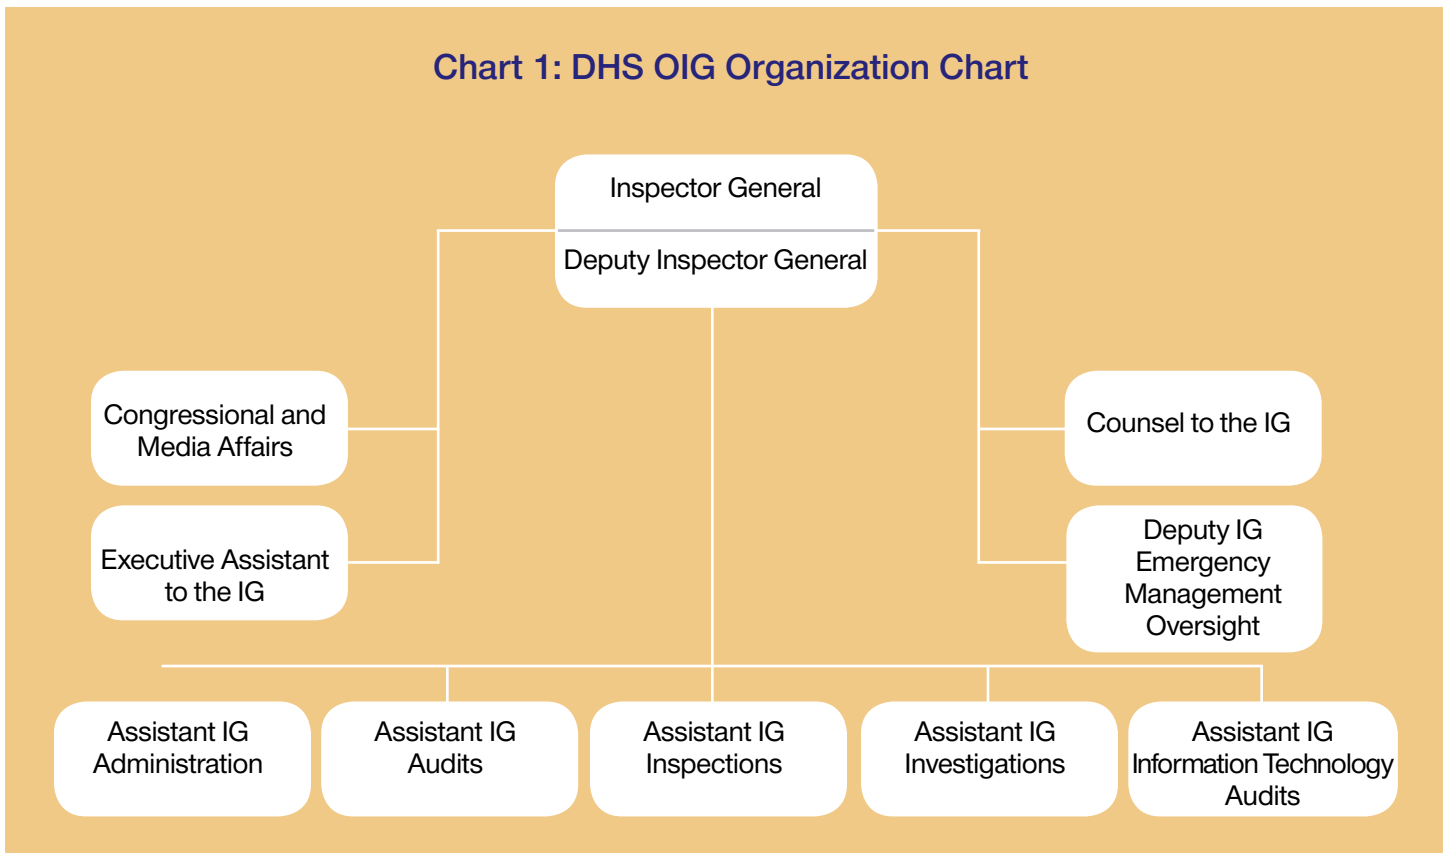 Chart 1: DHS OIG Organization Chart
Inspector General
Deputy Inspector General
Congressional and
Media Affairs
Counsel to the IG
Executive Assistant
to the IG
Deputy IG
Emergency
Management
Oversight
Assistant IG
Administration
Assistant IG
Audits
Assistant IG
Inspections
Assistant IG
Investigations
Assistant IG
Information Technology
Audits